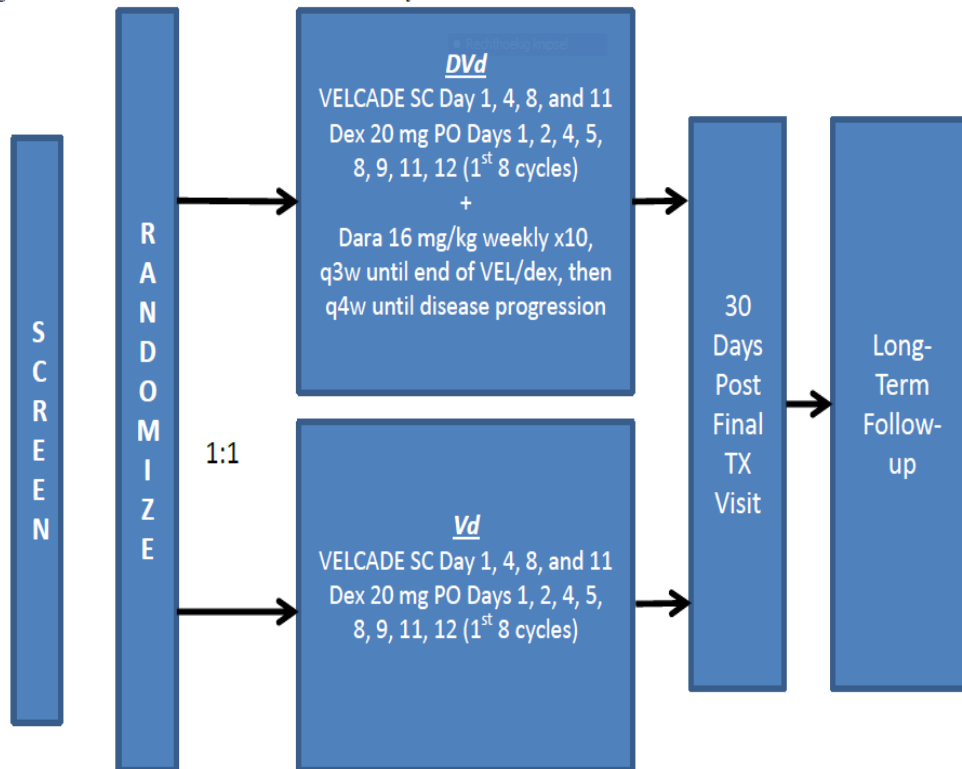 SCREEN
RANDOMIZE
1:1
DVd
VELCADE SC Day 1, 4, 8, and 11
Dex 20 mg PO Days 1, 2, 4, 5,
8, 9, 11, 12 (1st 8 cycles)
+
Dara 16 mg/kg weekly x10,
q3w until end of VEL/dex, then
q4w until disease progression
Vd
VELCADE SC Day 1, 4, 8, and 11
Dex 20 mg PO Days 1, 2, 4, 5,
8, 9, 11, 12 (1st 8 cycles)
30
Days
Post
Final
TX
Visit
Long-
Term
Follow-
up